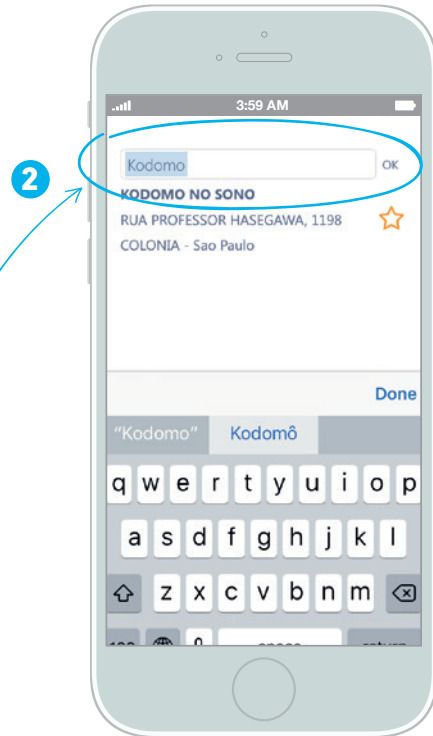 3:59 AM
2
Kodomo
OK
KODOMO NO SONO
RUA PROFESSOR HASEGAWA, 1198
COLONIA - Sao Paulo
Done
"Kodomo" Kodomô
q w e r t y u i o p
a s d f g h j k l
z x c v b n m